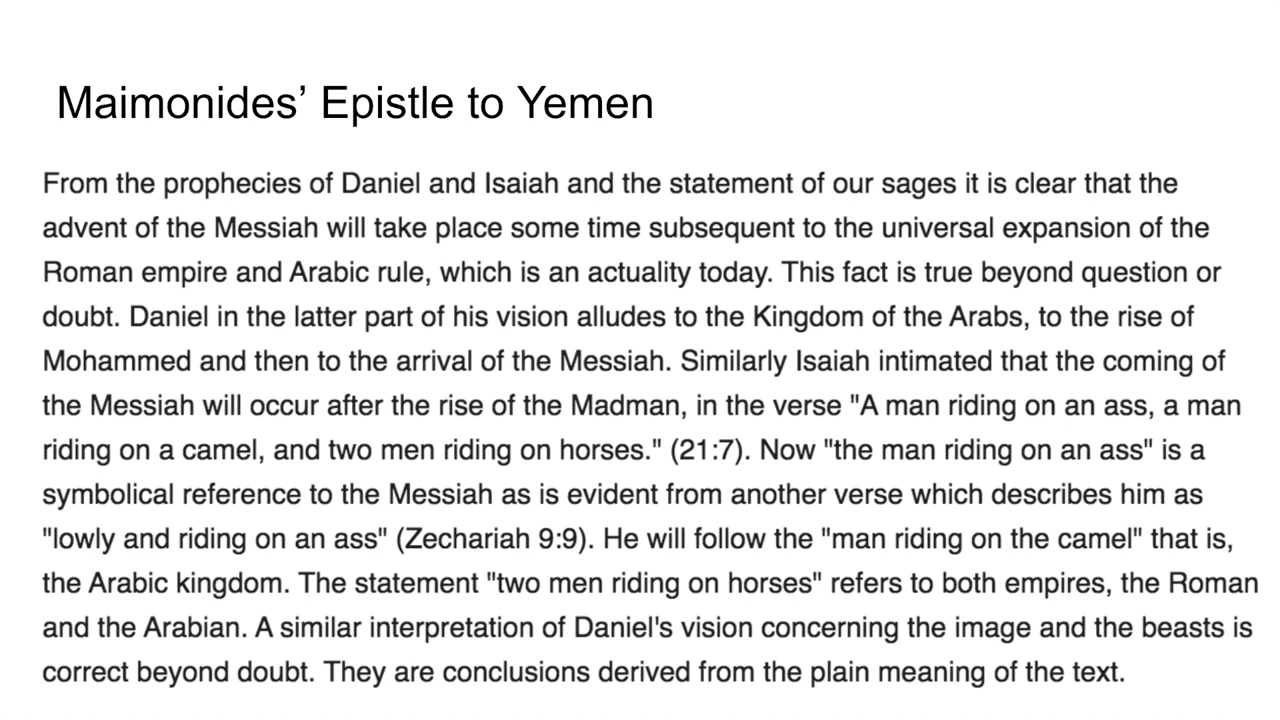 Maimonides’ Epistle to Yemen
From the prophecies of Daniel and Isaiah and the statement of our sages it is clear that the
advent of the Messiah will take place some time subsequent to the universal expansion of the
Roman empire and Arabic rule, which is an actuality today. This fact is true beyond question or
doubt. Daniel in the latter part of his vision alludes to the Kingdom of the Arabs, to the rise of
Mohammed and then to the arrival of the Messiah. Similarly Isaiah intimated that the coming of
the Messiah will occur after the rise of the Madman, in the verse "A man riding on an ass, a man
riding on a camel, and two men riding on horses." (21:7). Now "the man riding on an ass" is a
symbolical reference to the Messiah as is evident from another verse which describes him as
"lowly and riding on an ass" (Zechariah 9:9). He will follow the "man riding on the camel" that is,
the Arabic kingdom. The statement "two men riding on horses" refers to both empires, the Roman
and the Arabian. A similar interpretation of Daniel's vision concerning the image and the beasts is
correct beyond doubt. They are conclusions derived from the plain meaning of the text.